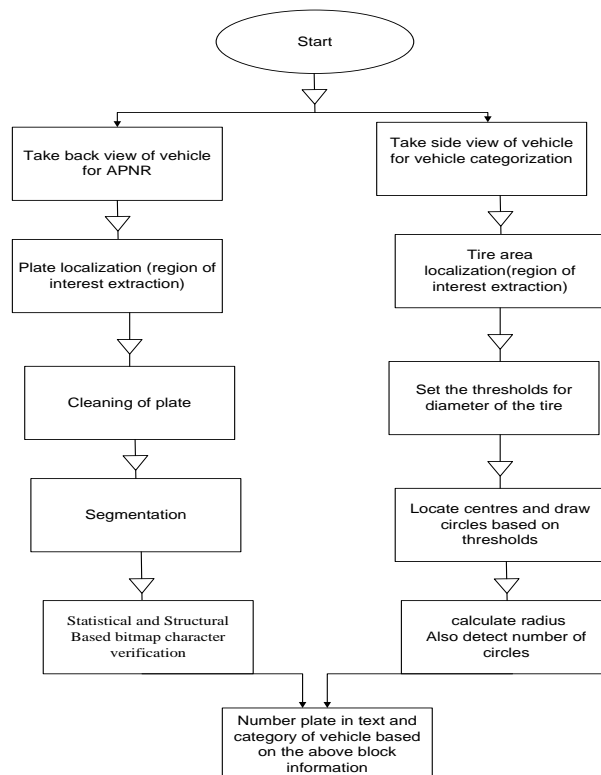 Start
Take back view of vehicle
for APNR
Plate localization (region of
interest extraction)
Cleaning of plate
Segmentation
Statistical and Structural
Based bitmap character
verification
Take side view of vehicle
for vehicle categorization
Tire area
localization(region of
interest extraction)
Set the thresholds for
diameter of the tire
Locate centres and draw
circles based on
thresholds
calculate radius
Also detect number of
circles
Number plate in text and
category of vehicle based
on the above block
information